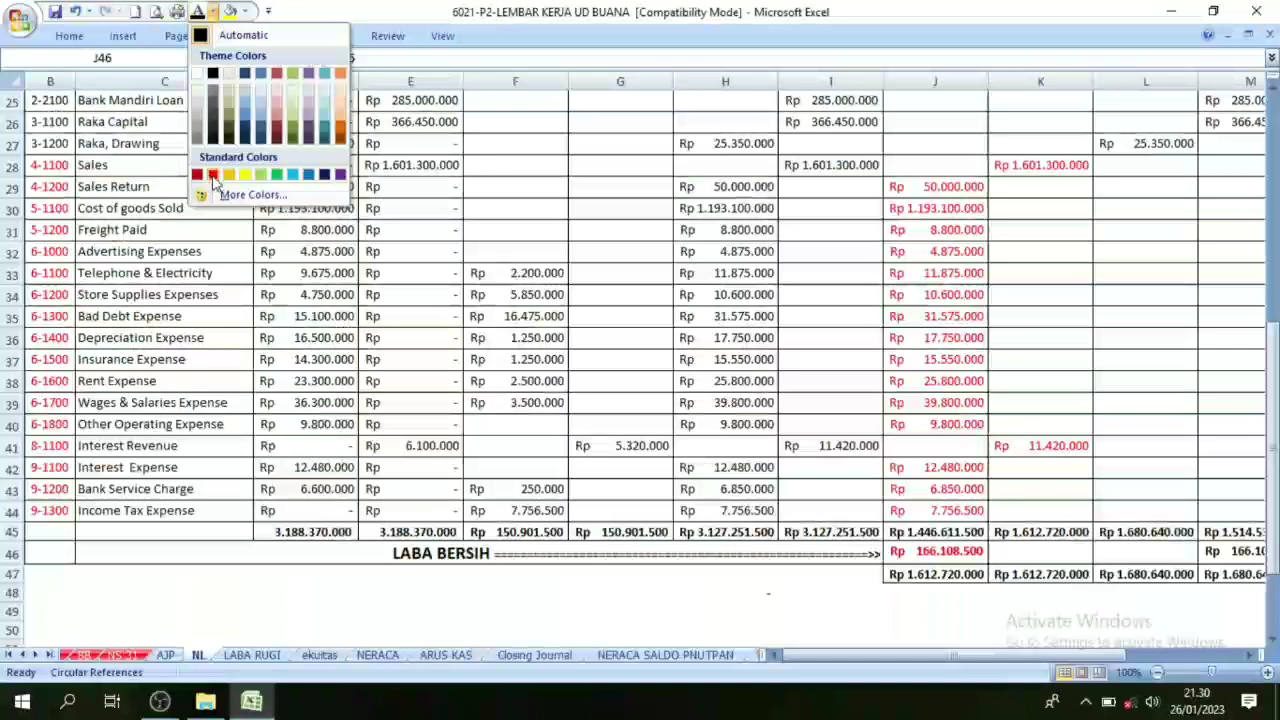 6021-P2-LEMBAR KERJA UD BUANA [Compatibility Mode] - Microsoft Excel
Home Insert Review View
Automatic
Theme Colors
Standard Colors
More Colors...
J46
B C E F G H I J K L M
25 2-2100 Bank Mandiri Loan Rp 285.000.000 Rp 285.000.000
26 3-1100 Raka Capital Rp 366.450.000 Rp 366.450.000
27 3-1200 Raka, Drawing Rp - Rp 25.350.000 Rp 25.350.000
28 4-1100 Sales Rp 1.601.300.000 Rp 1.601.300.000 Rp 1.601.300.000
29 4-1200 Sales Return Rp - Rp 50.000.000 Rp 50.000.000
30 5-1100 Cost of goods Sold Rp 1.193.100.000 Rp - Rp 1.193.100.000 Rp 1.193.100.000
31 5-1200 Freight Paid Rp 8.800.000 Rp - Rp 8.800.000 Rp 8.800.000
32 6-1000 Advertising Expenses Rp 4.875.000 Rp - Rp 4.875.000 Rp 4.875.000
33 6-1100 Telephone & Electricity Rp 9.675.000 Rp - Rp 2.200.000 Rp 11.875.000 Rp 11.875.000
34 6-1200 Store Supplies Expenses Rp 4.750.000 Rp - Rp 5.850.000 Rp 10.600.000 Rp 10.600.000
35 6-1300 Bad Debt Expense Rp 15.100.000 Rp - Rp 16.475.000 Rp 31.575.000 Rp 31.575.000
36 6-1400 Depreciation Expense Rp 16.500.000 Rp - Rp 1.250.000 Rp 17.750.000 Rp 17.750.000
37 6-1500 Insurance Expense Rp 14.300.000 Rp - Rp 1.250.000 Rp 15.550.000 Rp 15.550.000
38 6-1600 Rent Expense Rp 23.300.000 Rp - Rp 2.500.000 Rp 25.800.000 Rp 25.800.000
39 6-1700 Wages & Salaries Expense Rp 36.300.000 Rp - Rp 3.500.000 Rp 39.800.000 Rp 39.800.000
40 6-1800 Other Operating Expense Rp 9.800.000 Rp - Rp 9.800.000 Rp 9.800.000
41 8-1100 Interest Revenue Rp - Rp 6.100.000 Rp 5.320.000 Rp 11.420.000 Rp 11.420.000
42 9-1100 Interest Expense Rp 12.480.000 Rp - Rp 12.480.000 Rp 12.480.000
43 9-1200 Bank Service Charge Rp 6.600.000 Rp - Rp 250.000 Rp 6.850.000 Rp 6.850.000
44 9-1300 Income Tax Expense Rp - Rp - Rp 7.756.500 Rp 7.756.500 Rp 7.756.500
45 3.188.370.000 3.188.370.000 Rp 150.901.500 Rp 150.901.500 Rp 3.127.251.500 Rp 3.127.251.500 Rp 1.446.611.500 Rp 1.612.720.000 Rp 1.680.640.000
46 LABA BERSIH ==>> Rp 166.108.500
47 Rp 1.612.720.000 Rp 1.612.720.000 Rp 1.680.640.000
48 -
49
50
Activate Windows
Go to Settings to activate Windows.
BB NS 31 AJP NL LABA RUGI ekuitas NERACA ARUS KAS Closing Journal NERACA SALDO PNUTPAN
Ready Circular References 100%
21.30
26/01/2023